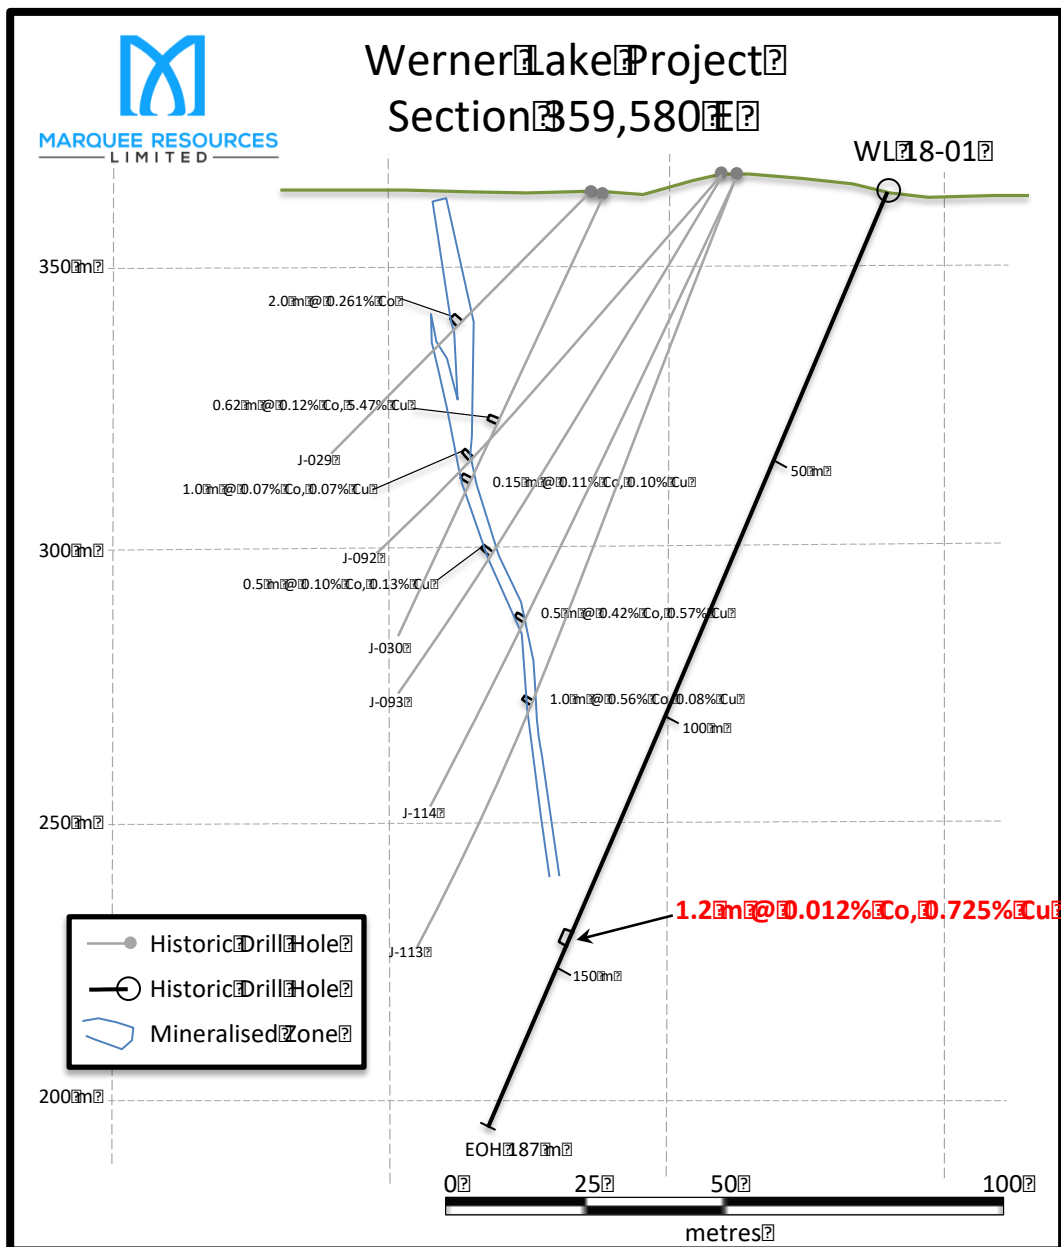 MARQUEE RESOURCES
LIMITED
Werner⍰Lake⍰Project⍰
Section⍰359,580⍰E⍰
WL⍰18-01⍰
350⍰m⍰
2.0⍰m⍰@⍰0.261%⍰Co⍰
0.62⍰m⍰@⍰0.12%⍰Co,⍰5.47%⍰Cu⍰
J-029⍰
50⍰m⍰
1.0⍰m⍰@⍰0.07%⍰Co,⍰0.07%⍰Cu⍰
0.15⍰m⍰@⍰0.11%⍰Co,⍰0.10%⍰Cu⍰
300⍰m⍰
J-092⍰
0.5⍰m⍰@⍰0.10%⍰Co,⍰0.13%⍰Cu⍰
0.5⍰m⍰@⍰0.42%⍰Co,⍰0.57%⍰Cu⍰
J-030⍰
J-093⍰
1.0⍰m⍰@⍰0.56%⍰Co,⍰0.08%⍰Cu⍰
100⍰m⍰
250⍰m⍰
J-114⍰
1.2⍰m⍰@⍰0.012%⍰Co,⍰0.725%⍰Cu⍰
J-113⍰
150⍰m⍰
Historic⍰Drill⍰Hole⍰
Historic⍰Drill⍰Hole⍰
Mineralised⍰Zone⍰
200⍰m⍰
EOH⍰187⍰m⍰
0⍰ 25⍰ 50⍰ 100⍰
metres⍰